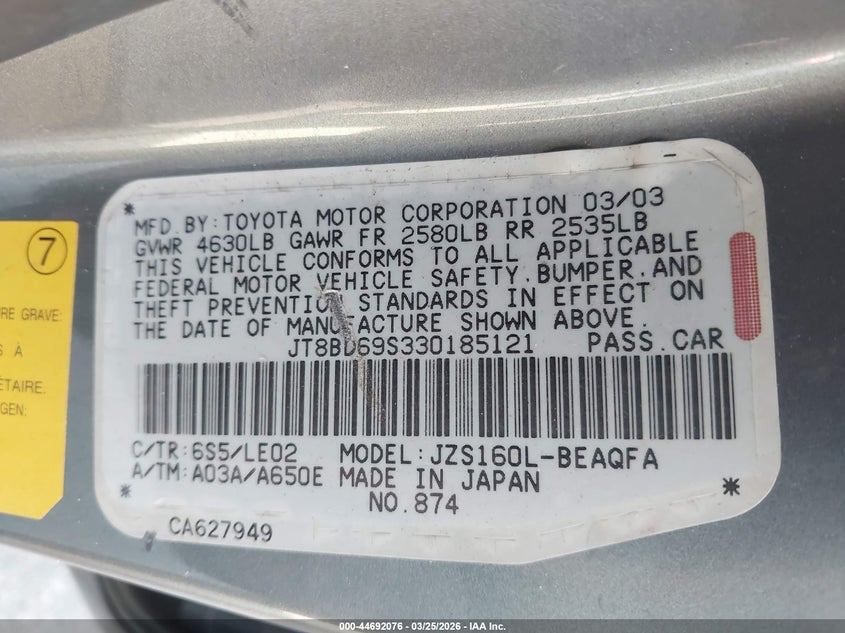 MFD.BY:TOYOTA MOTOR CORPORATION 03/03
GVWR 4630LB GAWR FR 2580LB RR 2535LB
THIS VEHICLE CONFORMS TO ALL APPLICABLE
FEDERAL MOTOR VEHICLE SAFETY,BUMPER,AND
THEFT PREVENTION STANDARDS IN EFFECT ON
THE DATE OF MANUFACTURE SHOWN ABOVE.
JT8BD69S330185121 PASS.CAR
C/TR:6S5/LE02 MODEL:JZS160L-BEAQFA
A/TM:A03A/A650E MADE IN JAPAN
NO.874
CA627949
7
RE GRAVE:
S À
ÉTAIRE.
GEN:
000-44692076 - 03/25/2026 - IAA Inc.